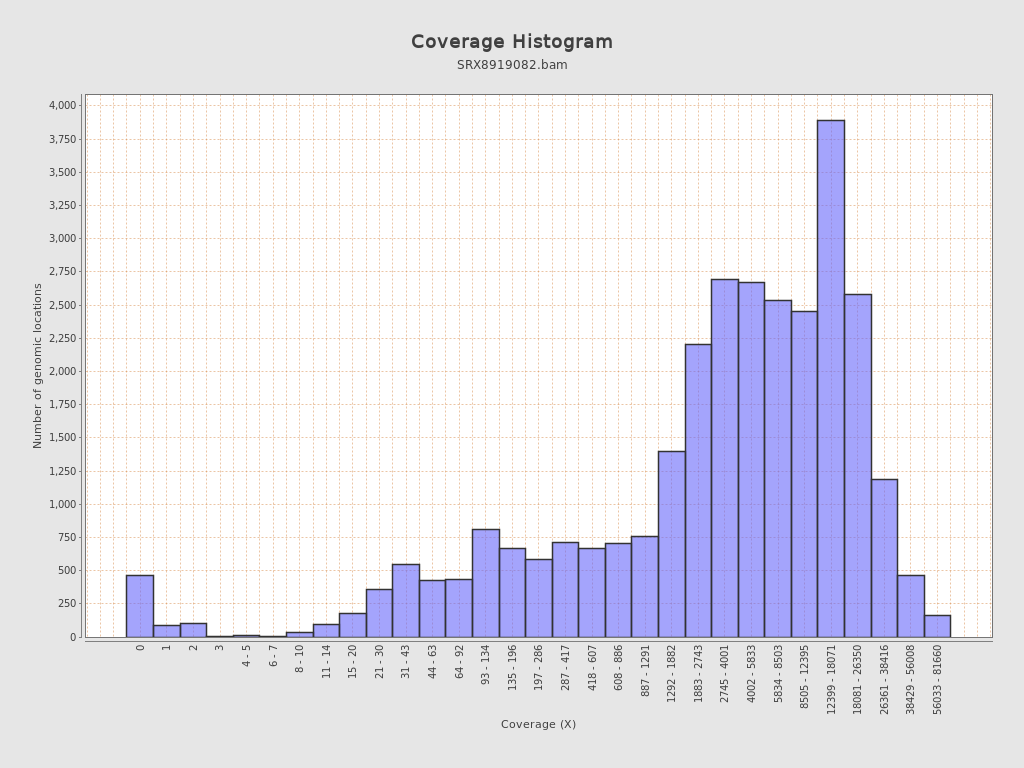 Coverage Histogram
SRX8919082.bam
Number of genomic locations
4,000
3,750
3,500
3,250
3,000
2,750
2,500
2,250
2,000
1,750
1,500
1,250
1,000
750
500
250
0
0
1
2
3
4 - 5
6 - 7
8 - 10
11 - 14
15 - 20
21 - 30
31 - 43
44 - 63
64 - 92
93 - 134
135 - 196
197 - 286
287 - 417
418 - 607
608 - 886
887 - 1291
1292 - 1882
1883 - 2743
2745 - 4001
4002 - 5833
5834 - 8503
8505 - 12395
12399 - 18071
18081 - 26350
26361 - 38416
38429 - 56008
56033 - 81660
Coverage (X)